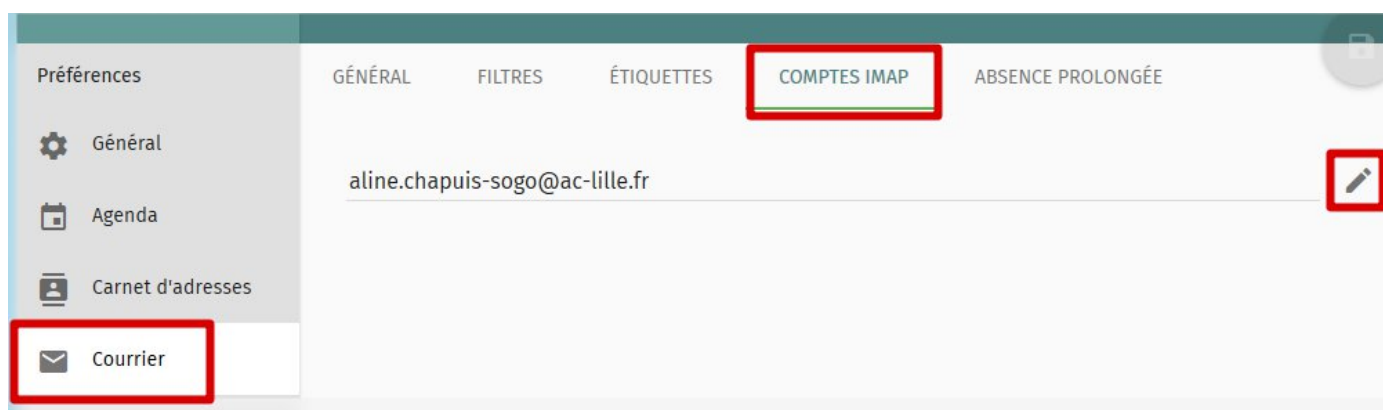 Préférences
GÉNÉRAL FILTRES ÉTIQUETTES COMPTES IMAP ABSENCE PROLONGÉE
Général
aline.chapuis-sogo@ac-lille.fr
Agenda
Carnet d'adresses
Courrier